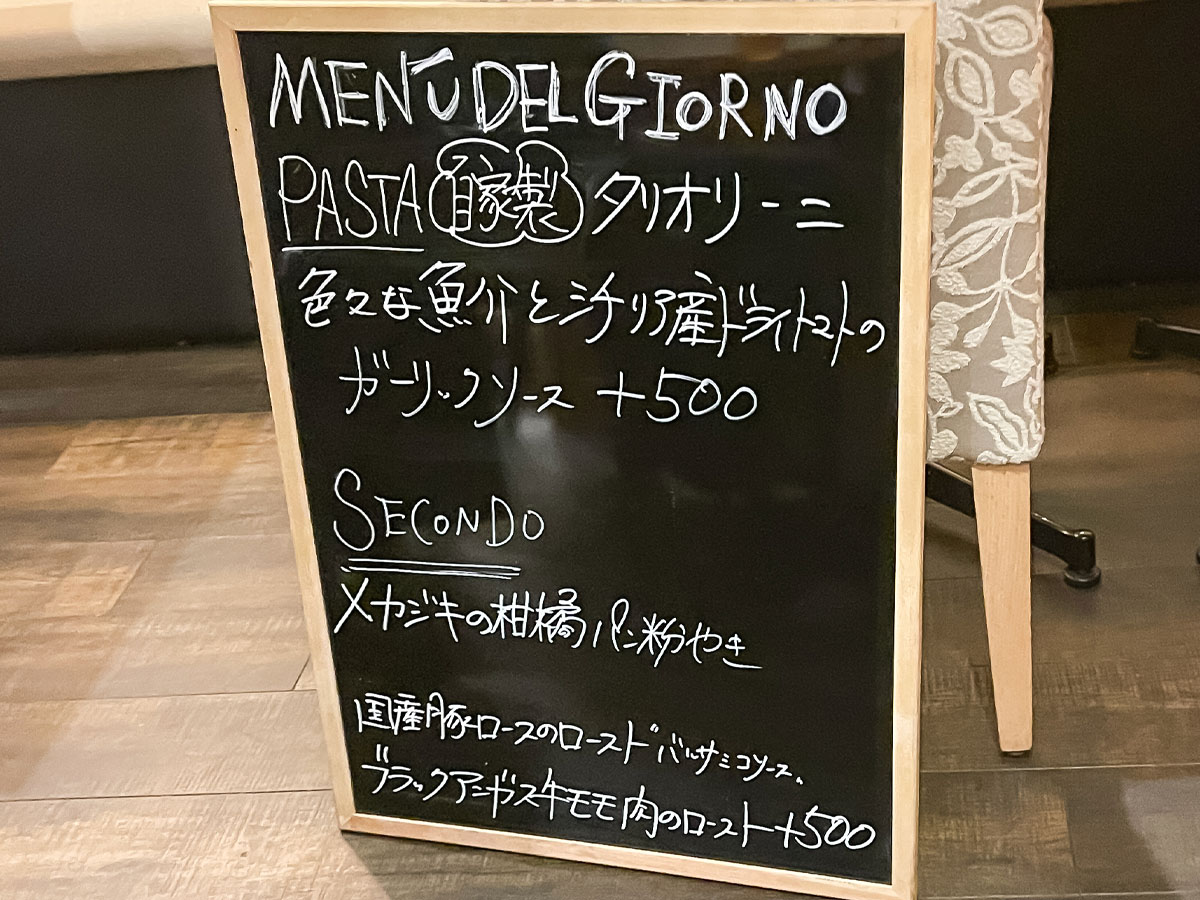 MENÙ DEL GIORNO
PASTA 自家製 タリオリーニ
色々な魚介とシチリア産ドライトマトの
ガーリックソース +500
SECONDO
メカジキの柑橘パン粉やき
国産豚ロースのロースト バルサミコソース
ブラックアンガス牛モモ肉のロースト+500